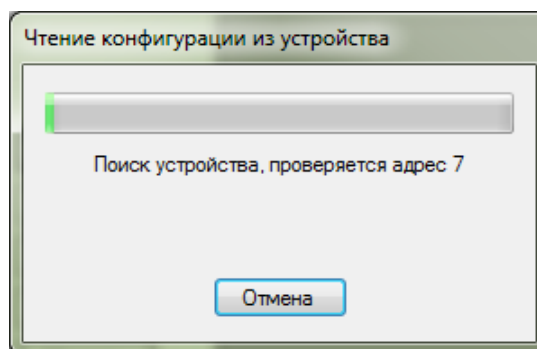 Чтение конфигурации из устройства
Поиск устройства, проверяется адрес 7
Отмена